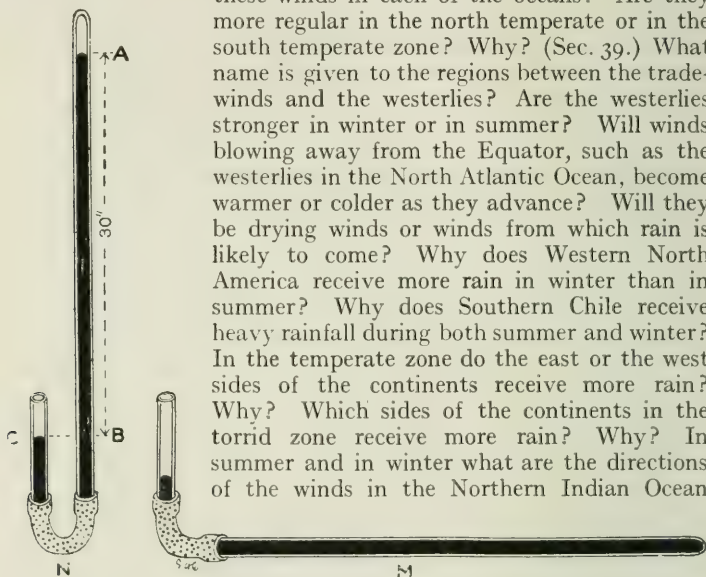 these winds in each of the oceans? Are they
more regular in the north temperate or in the
south temperate zone? Why? (Sec. 39.) What
name is given to the regions between the trade-
winds and the westerlies? Are the westerlies
stronger in winter or in summer? Will winds
blowing away from the Equator, such as the
westerlies in the North Atlantic Ocean, become
warmer or colder as they advance? Will they
be drying winds or winds from which rain is
likely to come? Why does Western North
America receive more rain in winter than in
summer? Why does Southern Chile receive
heavy rainfall during both summer and winter?
In the temperate zone do the east or the west
sides of the continents receive more rain?
Why? Which sides of the continents in the
torrid zone receive more rain? Why? In
summer and in winter what are the directions
of the winds in the Northern Indian Ocean
A
30"
B
N
M